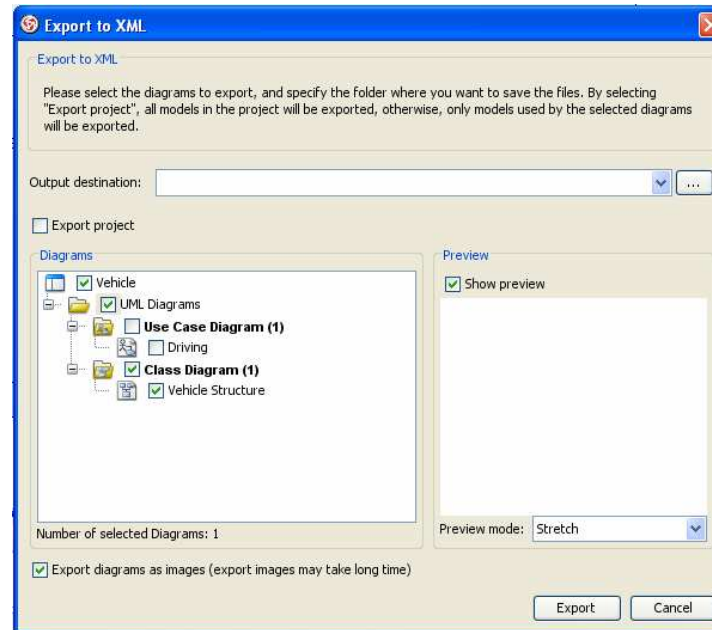 Export to XML
Export to XML
Please select the diagrams to export, and specify the folder where you want to save the files. By selecting
"Export project", all models in the project will be exported, otherwise, only models used by the selected diagrams
will be exported.
Output destination:
...
Export project
Diagrams
Vehicle
UML Diagrams
Use Case Diagram (1)
Driving
Class Diagram (1)
Vehicle Structure
Number of selected Diagrams: 1
Preview
Show preview
Preview mode: Stretch
Export diagrams as images (export images may take long time)
Export
Cancel